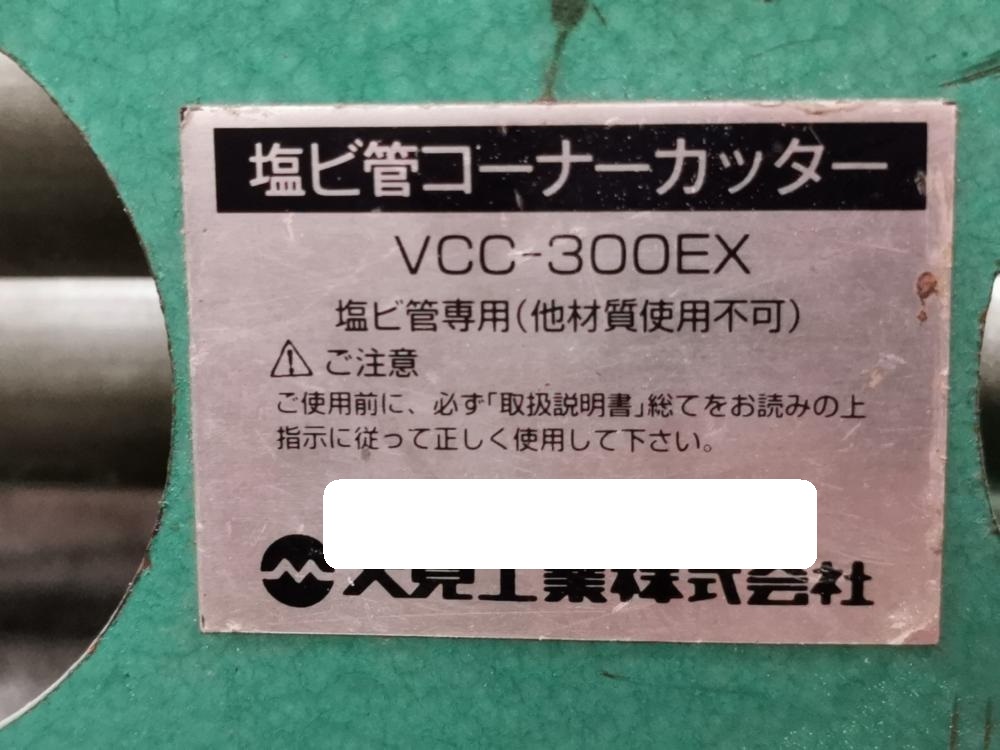 塩ビ管コーナーカッター
VCC-300EX
塩ビ管専用(他材質使用不可)
⚠ ご注意
ご使用前に、必ず「取扱説明書」総てをお読みの上
指示に従って正しく使用して下さい。
大見工業株式会社